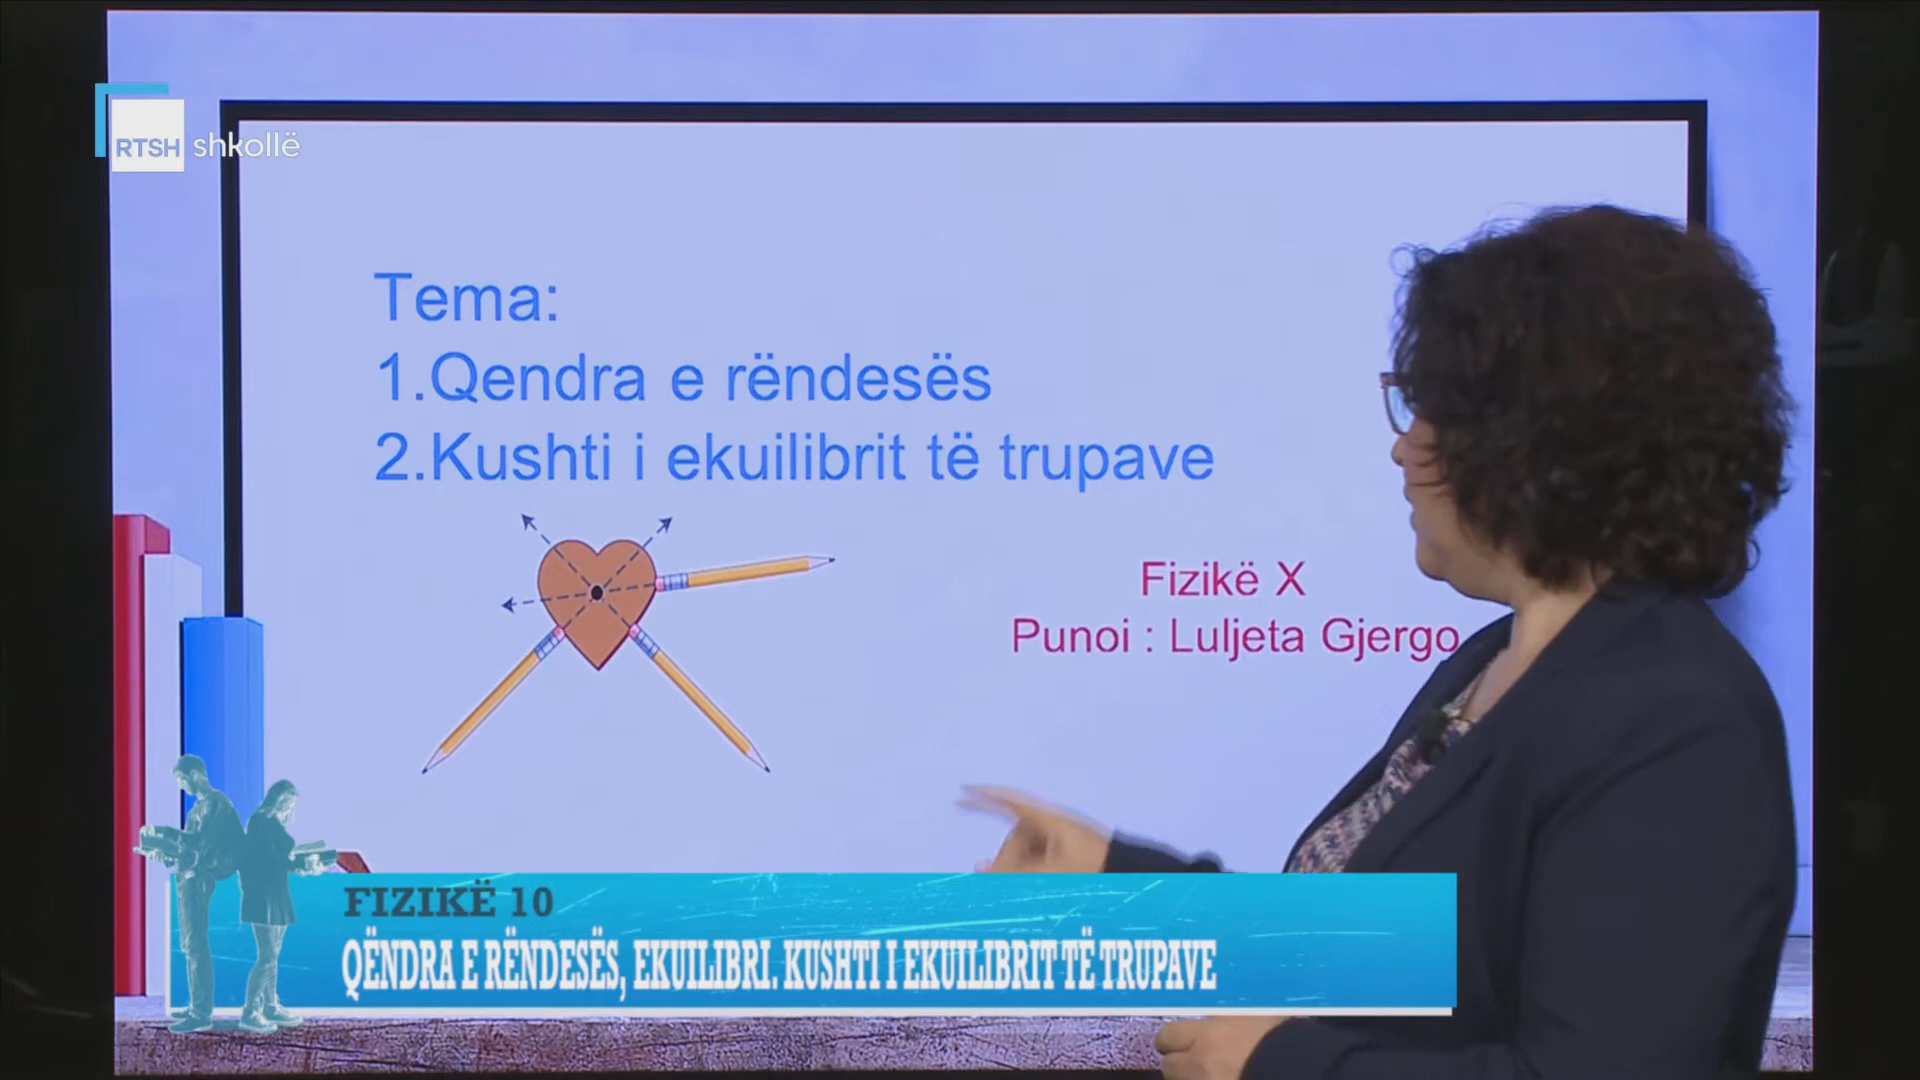 RTSH shkollë
Tema:
1.Qendra e rëndesës
2.Kushti i ekuilibrit të trupave
Fizikë X
Punoi : Luljeta Gjergo
FIZIKË 10
QËNDRA E RËNDESËS, EKUILIBRI. KUSHTI I EKUILIBRIT TË TRUPAVE